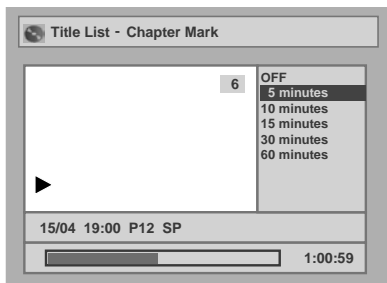 Title List - Chapter Mark
6
OFF
5 minutes
10 minutes
15 minutes
30 minutes
60 minutes
15/04 19:00 P12 SP
1:00:59